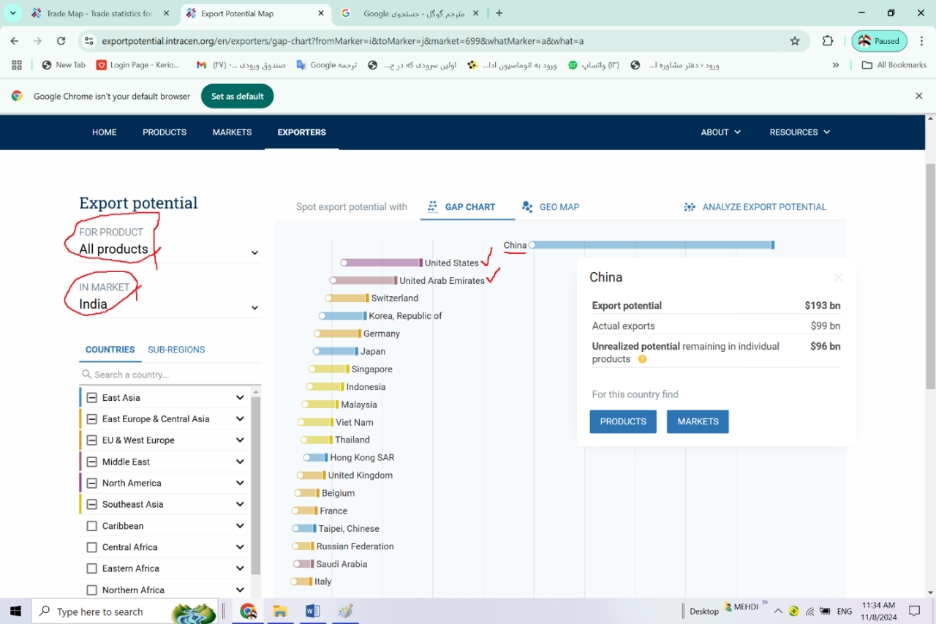 Trade Map - Trade statistics for
Export Potential Map
مترجم گوگل - جستجوی Google
exportpotential.intracen.org/en/exporters/gap-chart?fromMarker=i&toMarker=j&market=699&whatMarker=a&what=a
Paused
New Tab
Login Page - Kerio...
صندوق ورودی ... - (۲۷)
ترجمه Google
اولین سرودی که در ح...
ورود به اتوماسیون ادا...
(۱۳) واتساپ
ورود ‹ دفتر مشاوره ا...
»
All Bookmarks
Google Chrome isn't your default browser
Set as default
HOME
PRODUCTS
MARKETS
EXPORTERS
ABOUT
RESOURCES
Export potential
Spot export potential with
GAP CHART
GEO MAP
ANALYZE EXPORT POTENTIAL
FOR PRODUCT
All products
IN MARKET
India
COUNTRIES
SUB-REGIONS
Search a country...
East Asia
East Europe & Central Asia
EU & West Europe
Middle East
North America
Southeast Asia
Caribbean
Central Africa
Eastern Africa
Northern Africa
China
United States
United Arab Emirates
Switzerland
Korea, Republic of
Germany
Japan
Singapore
Indonesia
Malaysia
Viet Nam
Thailand
Hong Kong SAR
United Kingdom
Belgium
France
Taipei, Chinese
Russian Federation
Saudi Arabia
Italy
China
Export potential $193 bn
Actual exports $99 bn
Unrealized potential remaining in individual $96 bn
products ?
For this country find
PRODUCTS
MARKETS
Type here to search
Desktop
MEHDI
»
ENG
11:34 AM
11/8/2024